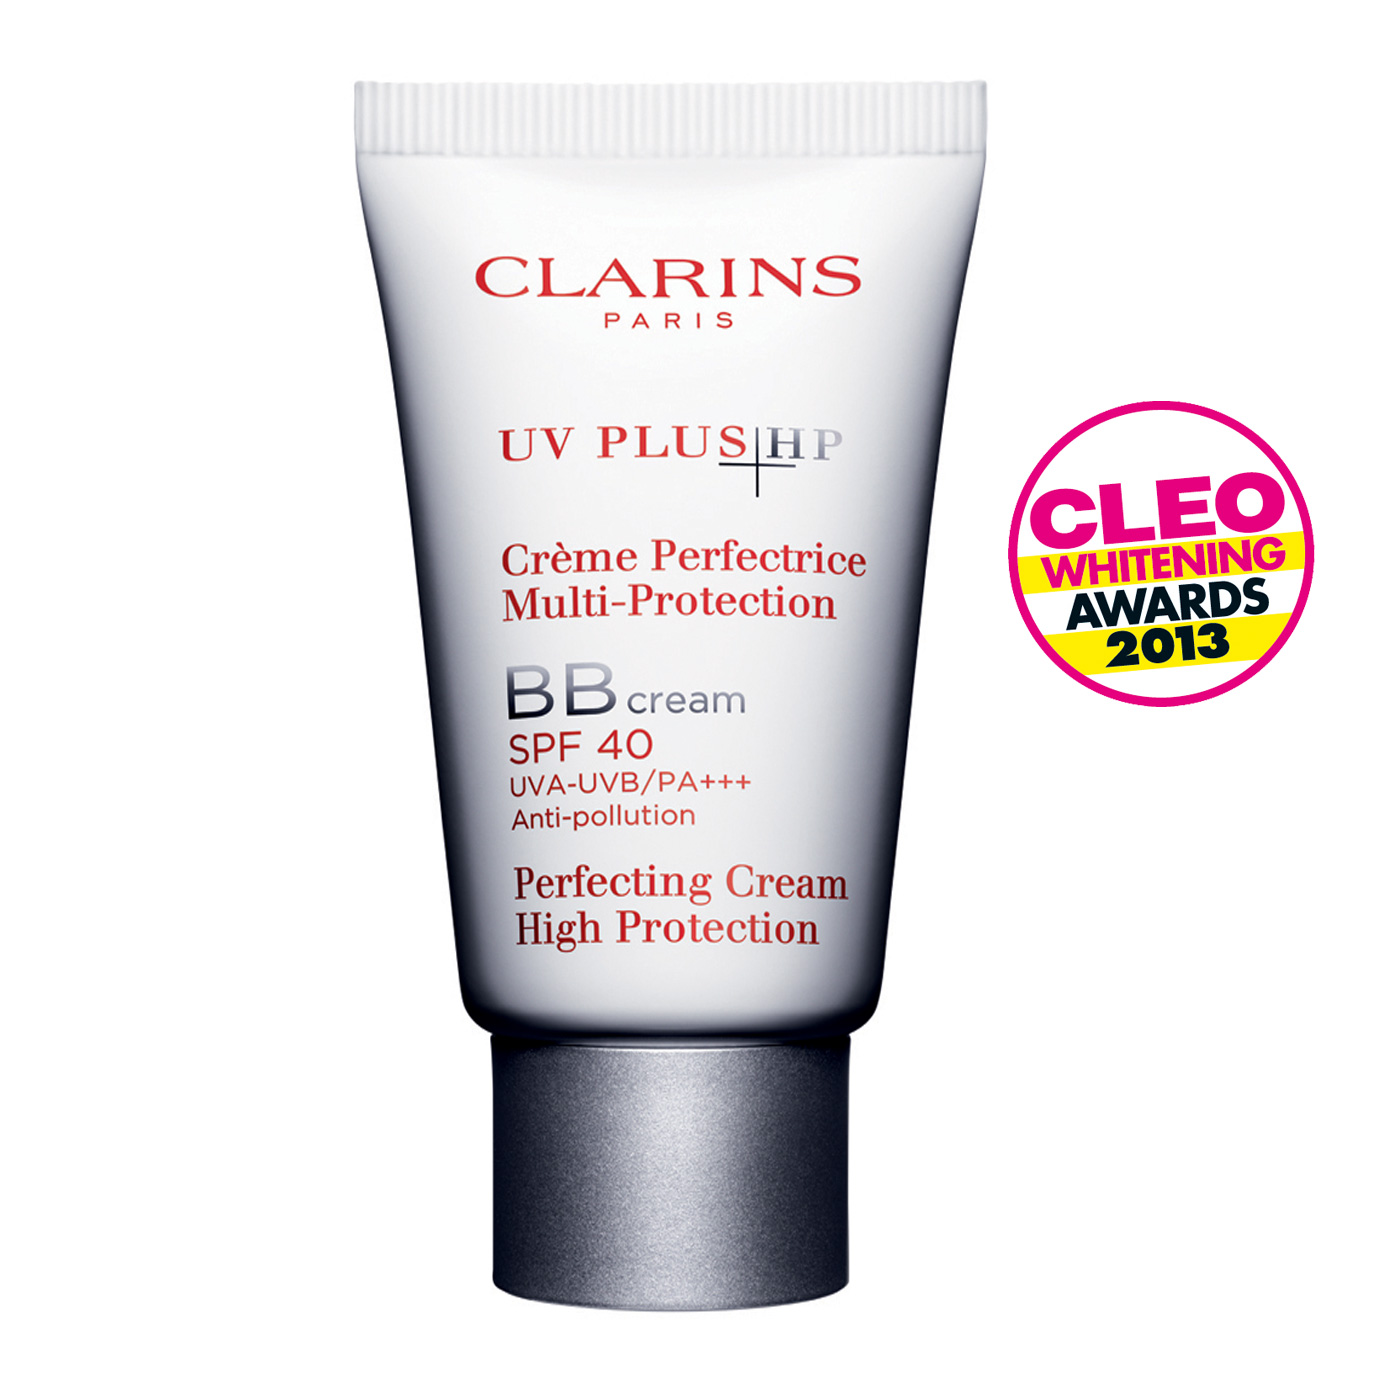 CLARINS
PARIS
UV PLUS HP
Crème Perfectrice
Multi-Protection
BB cream
SPF 40
UVA-UVB/PA+++
Anti-pollution
Perfecting Cream
High Protection
CLEO
WHITENING
AWARDS
2013